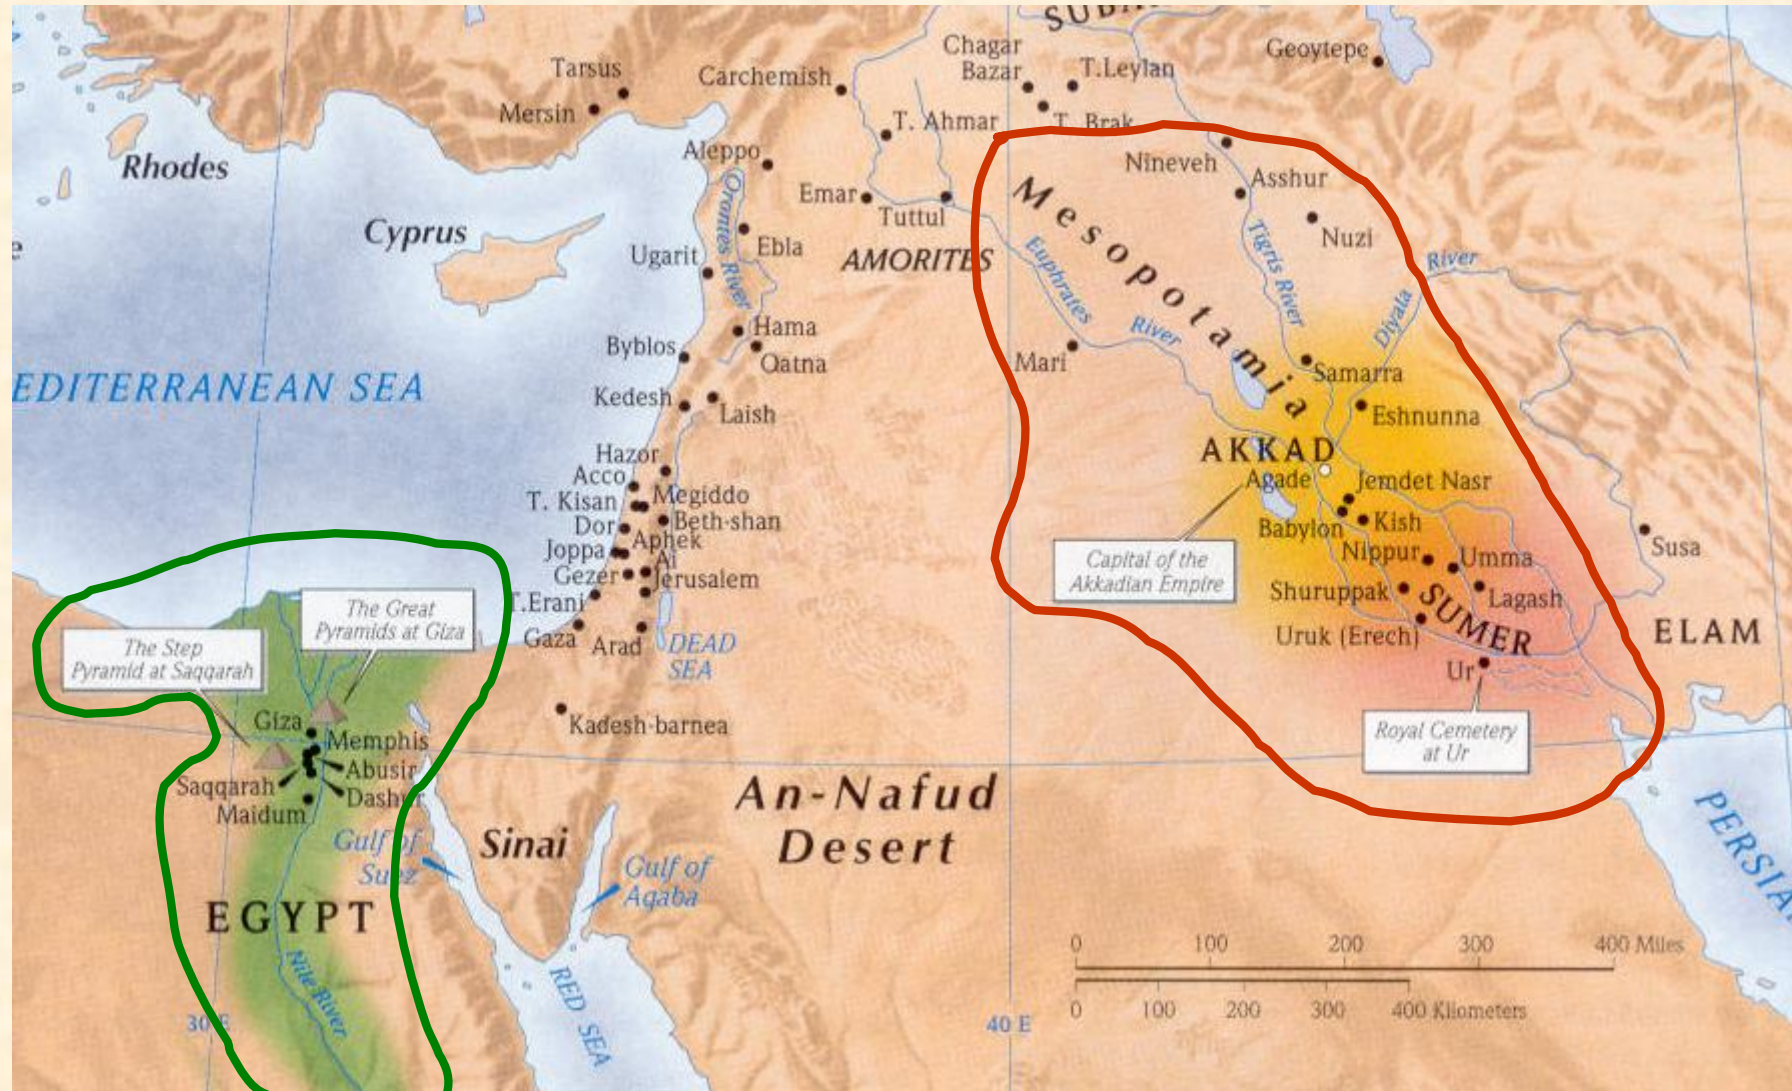 SUBA
Chagar
Bazar
T.Leylan
Geoytepe
Tarsus
Carchemish
Mersin
T. Ahmar
T. Brak
Rhodes
Aleppo
Nineveh
Asshur
Emar
Tuttul
Mesopotamia
Orontes River
Cyprus
Ebla
Nuzi
Ugarit
AMORITES
Euphrates
River
Tigris River
Diyala
River
Hama
Byblos
Qatna
Mari
Samarra
EDITERRANEAN SEA
Kedesh
Laish
Eshnunna
AKKAD
Hazor
Acco
Agade
Jemdet Nasr
T. Kisan
Megiddo
Dor
Beth-shan
Babylon
Kish
Joppa
Aphek
Ai
Nippur
Umma
Susa
Gezer
Jerusalem
Capital of the
Akkadian Empire
Shuruppak
Lagash
T.Erani
SUMER
The Great
Pyramids at Giza
Gaza
Arad
DEAD
SEA
Uruk (Erech)
ELAM
The Step
Pyramid at Saqqarah
Ur
Giza
Kadesh-barnea
Royal Cemetery
at Ur
Memphis
Abusir
Saqqarah
Dashur
Maidum
An-Nafud
Desert
PERSIA
Gulf of
Suez
Sinai
Gulf of
Aqaba
EGYPT
Nile River
RED SEA
0 100 200 300 400 Miles
0 100 200 300 400 Kilometers
30 E
40 E